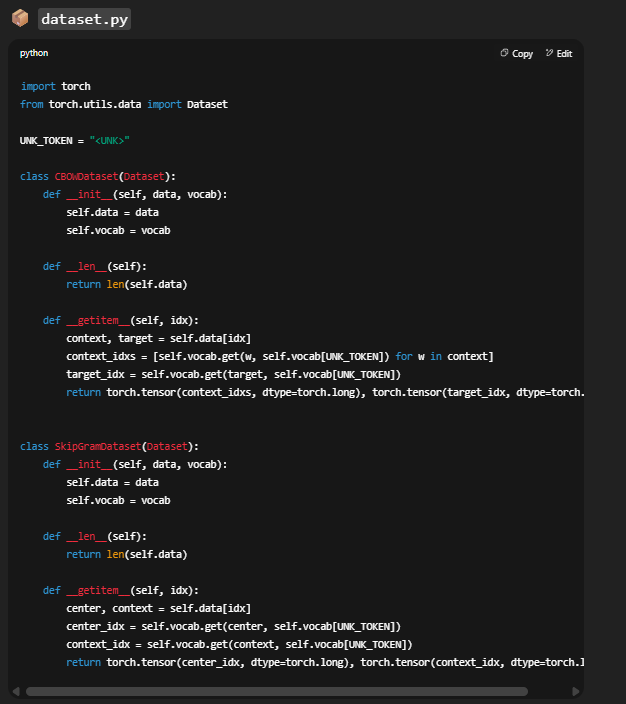 dataset.py
python
Copy Edit
import torch
from torch.utils.data import Dataset
UNK_TOKEN = "<UNK>"
class CBOWDataset(Dataset):
    def __init__(self, data, vocab):
        self.data = data
        self.vocab = vocab
    def __len__(self):
        return len(self.data)
    def __getitem__(self, idx):
        context, target = self.data[idx]
        context_idxs = [self.vocab.get(w, self.vocab[UNK_TOKEN]) for w in context]
        target_idx = self.vocab.get(target, self.vocab[UNK_TOKEN])
        return torch.tensor(context_idxs, dtype=torch.long), torch.tensor(target_idx, dtype=torch.
class SkipGramDataset(Dataset):
    def __init__(self, data, vocab):
        self.data = data
        self.vocab = vocab
    def __len__(self):
        return len(self.data)
    def __getitem__(self, idx):
        center, context = self.data[idx]
        center_idx = self.vocab.get(center, self.vocab[UNK_TOKEN])
        context_idx = self.vocab.get(context, self.vocab[UNK_TOKEN])
        return torch.tensor(center_idx, dtype=torch.long), torch.tensor(context_idx, dtype=torch.l